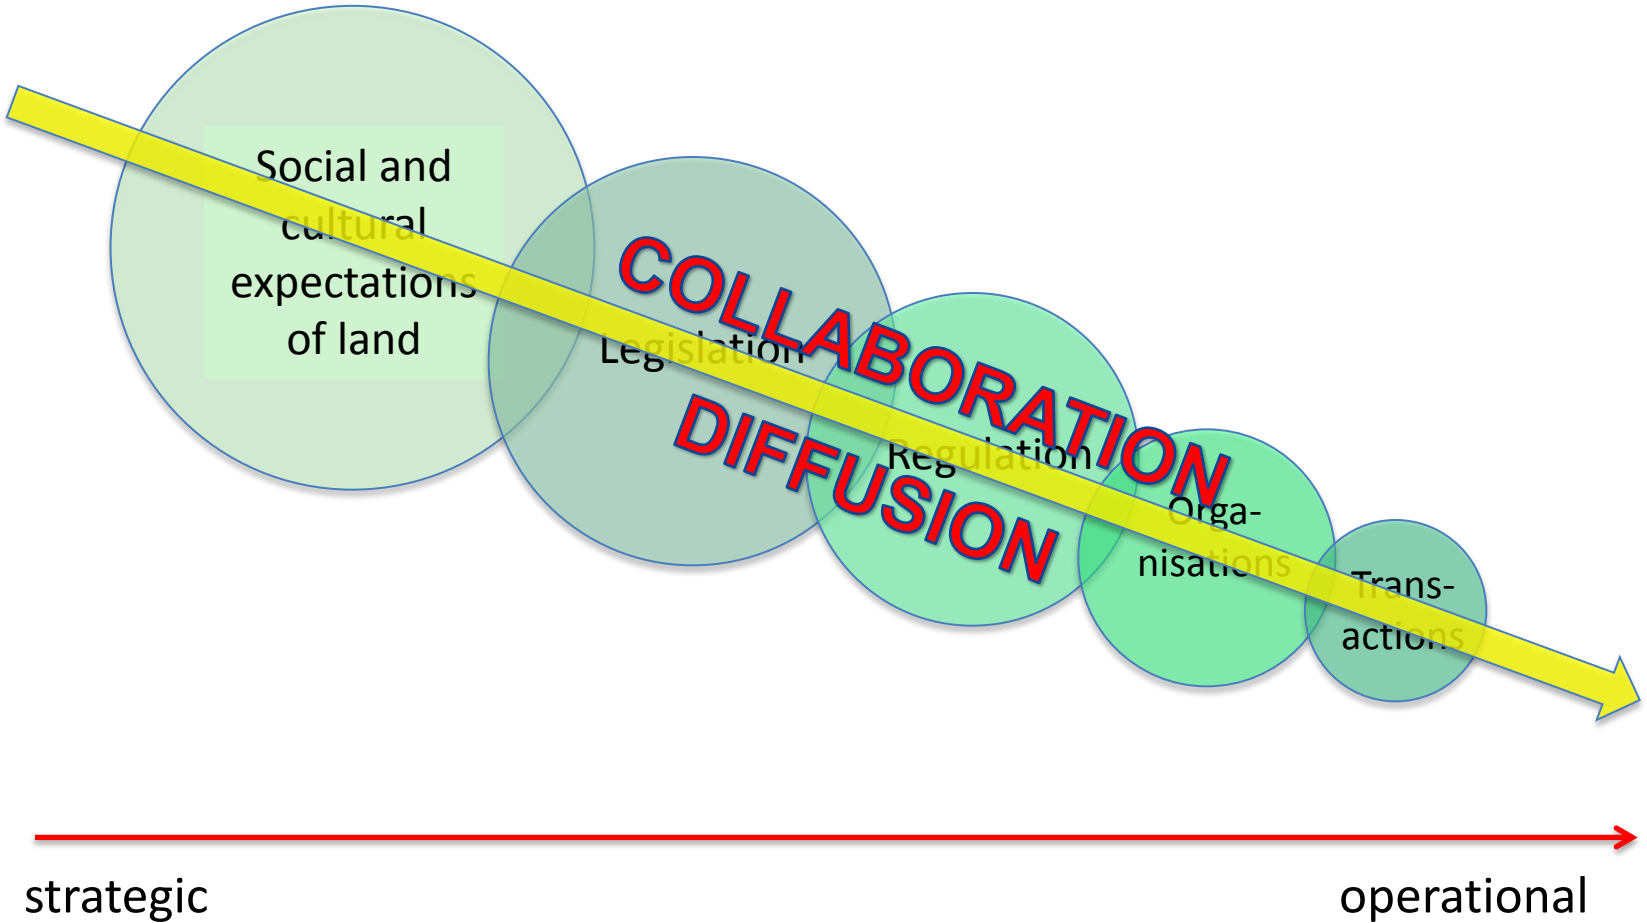 Social and
cultural
expectations
of land
Legislation
COLLABORATION
DIFFUSION
Regulation
Orga-
nisations
Trans-
actions
strategic
operational